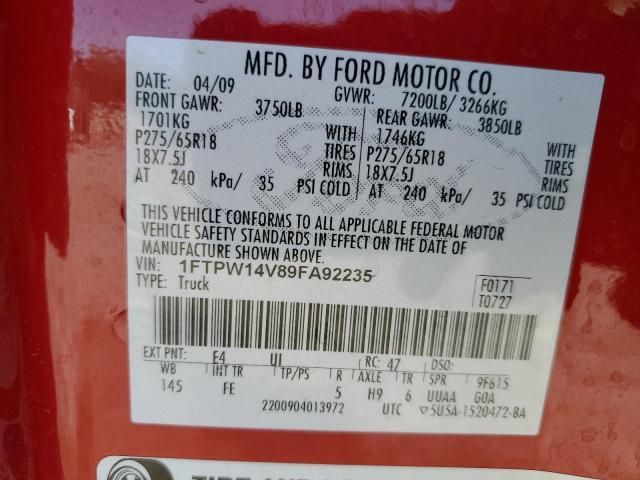 MFD. BY FORD MOTOR CO.
DATE: 04/09 GVWR: 7200LB/ 3266KG
FRONT GAWR: 3750LB REAR GAWR: 3850LB
1701KG WITH 1746KG WITH
P275/65R18 TIRES P275/65R18 TIRES
18X7.5J RIMS 18X7.5J RIMS
AT 240 kPa/ 35 PSI COLD AT 240 kPa/ 35 PSI COLD
THIS VEHICLE CONFORMS TO ALL APPLICABLE FEDERAL MOTOR
VEHICLE SAFETY STANDARDS IN EFFECT ON THE DATE OF
MANUFACTURE SHOWN ABOVE.
VIN: 1FTPW14V89FA92235 F0171
TYPE: Truck T0727
EXT PNT: E4 UI RC: 47 DSO:
WB INT TR TP/PS R AXLE TR SPR 9F615
145 FE 5 H9 6 UUAA G0A
2200904013972 UTC ▽5U5A-1520472-BA